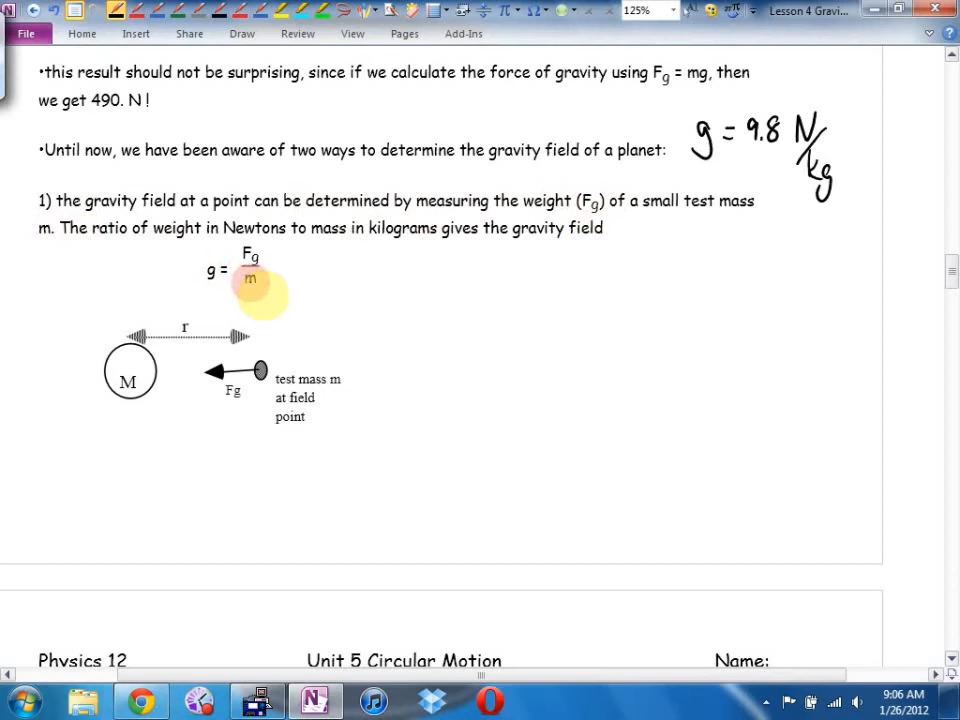 125%
Lesson 4 Gravi...
File
Home
Insert
Share
Draw
Review
View
Pages
Add-Ins
•this result should not be surprising, since if we calculate the force of gravity using Fg = mg, then
we get 490. N !
g = 9.8 N/kg
•Until now, we have been aware of two ways to determine the gravity field of a planet:
1) the gravity field at a point can be determined by measuring the weight (Fg) of a small test mass
m. The ratio of weight in Newtons to mass in kilograms gives the gravity field
g = Fg
m
r
M
Fg
test mass m
at field
point
Physics 12
Unit 5 Circular Motion
Name:
9:06 AM
1/26/2012